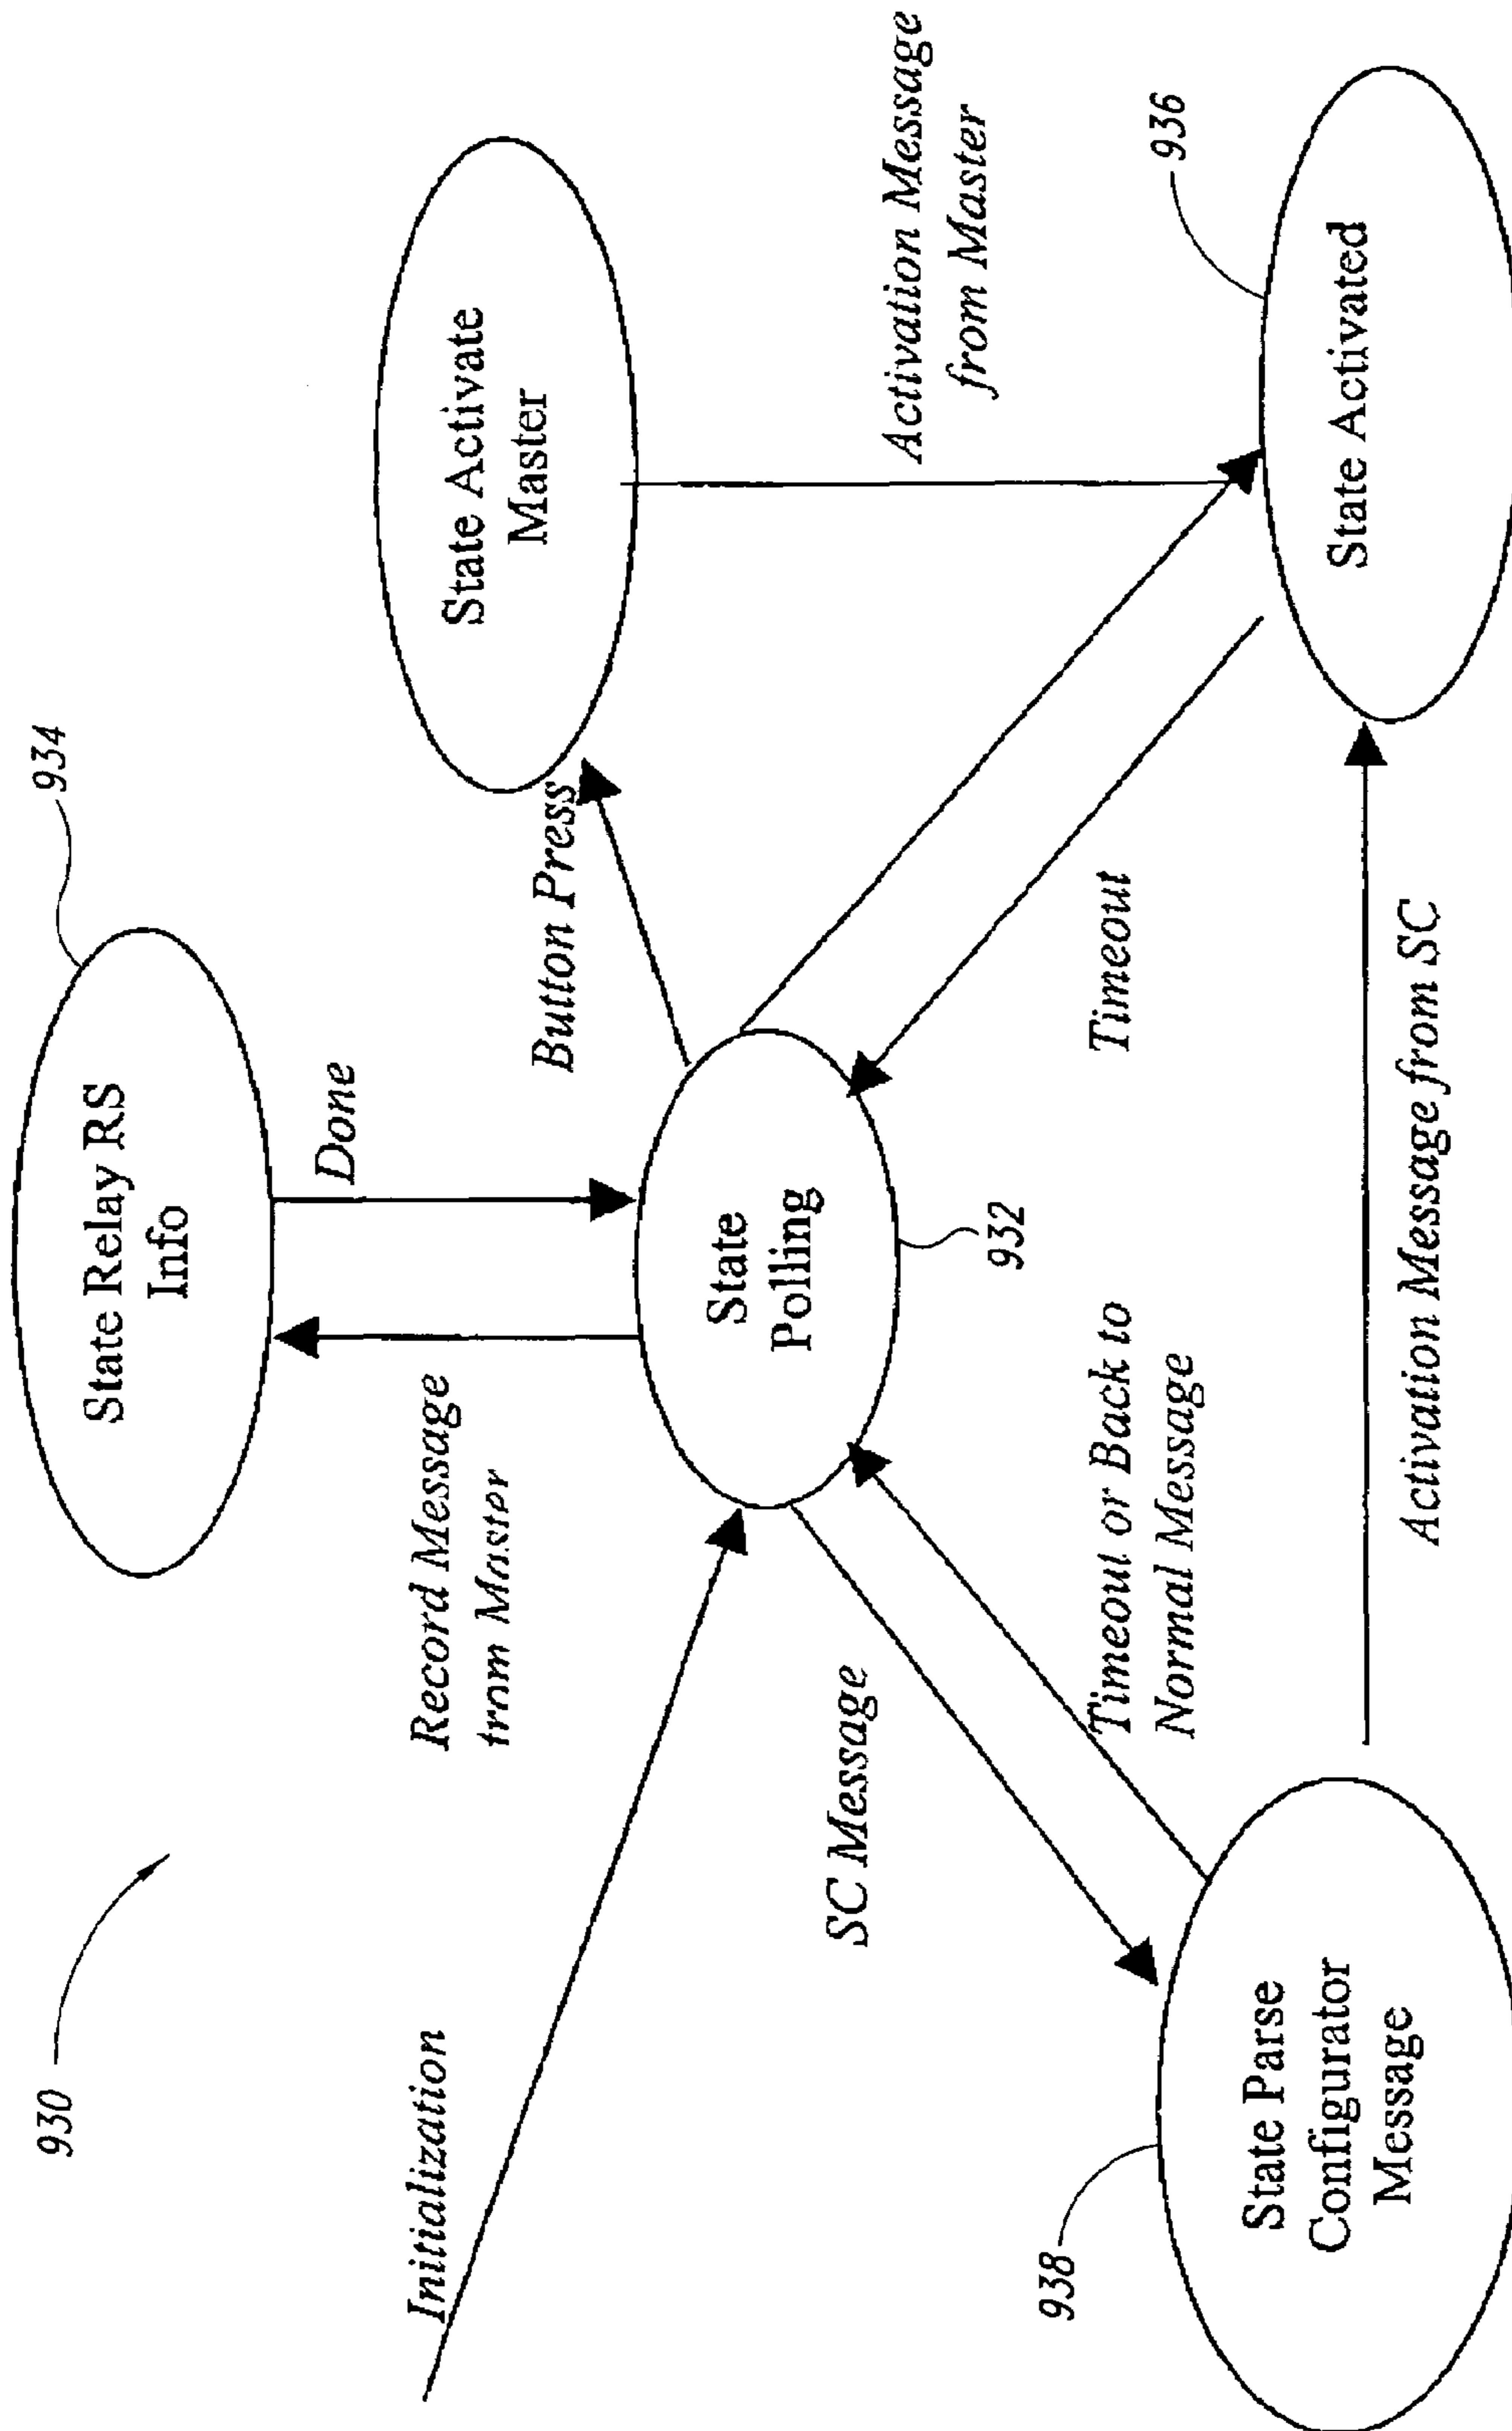 930
934
State Relay RS
Info
Initialization
Record Message
from Master
Done
Button Press
State Activate
Master
SC Message
State
Polling
932
Activation Message
from Master
Timeout or Back to
Normal Message
Timeout
936
938
State Parse
Configurator
Message
State Activated
Activation Message from SC